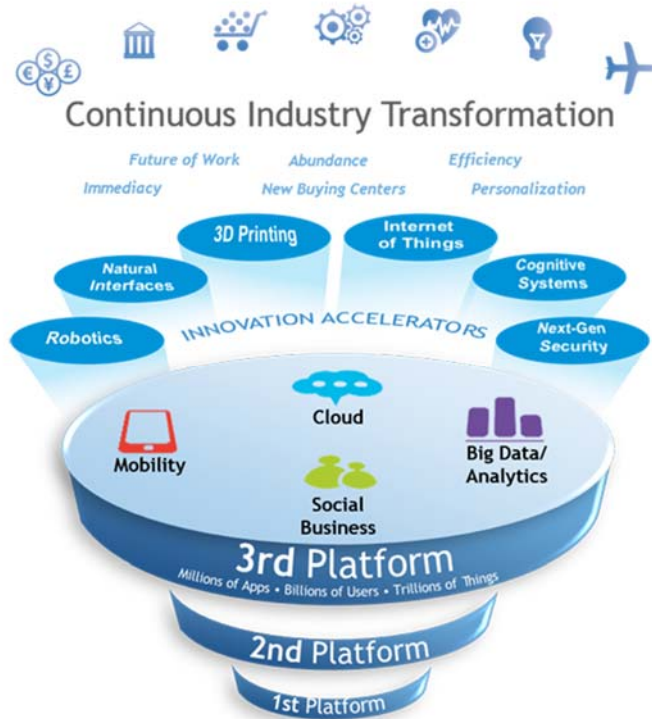 € $ ¥ £
Continuous Industry Transformation
Future of Work Abundance Efficiency
Immediacy New Buying Centers Personalization
3D Printing
Internet
of Things
Natural
Interfaces
Cognitive
Systems
INNOVATION ACCELERATORS
Robotics
Next-Gen
Security
Cloud
Mobility
Big Data/
Analytics
Social
Business
3rd Platform
Millions of Apps • Billions of Users • Trillions of Things
2nd Platform
1st Platform